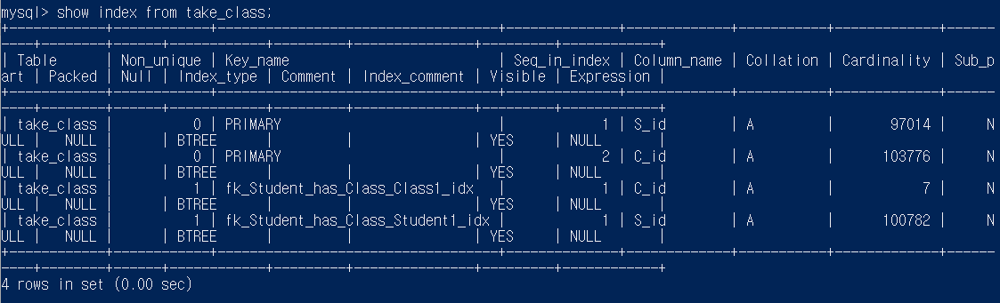 mysql> show index from take_class;
+------------+------------+--------------------------------+--------------+-------------+-----------+-------------+------
----+--------+------+------------+---------+---------------+---------+------------+
| Table      | Non_unique | Key_name                       | Seq_in_index | Column_name | Collation | Cardinality | Sub_p
art | Packed | Null | Index_type | Comment | Index_comment | Visible | Expression |
+------------+------------+--------------------------------+--------------+-------------+-----------+-------------+------
----+--------+------+------------+---------+---------------+---------+------------+
| take_class |          0 | PRIMARY                        |            1 | S_id        | A         |       97014 |     N
ULL |   NULL |      | BTREE      |         |               | YES     | NULL       |
| take_class |          0 | PRIMARY                        |            2 | C_id        | A         |      103776 |     N
ULL |   NULL |      | BTREE      |         |               | YES     | NULL       |
| take_class |          1 | fk_Student_has_Class_Class1_idx   |            1 | C_id        | A         |           7 |     N
ULL |   NULL |      | BTREE      |         |               | YES     | NULL       |
| take_class |          1 | fk_Student_has_Class_Student1_idx |            1 | S_id        | A         |      100782 |     N
ULL |   NULL |      | BTREE      |         |               | YES     | NULL       |
+------------+------------+--------------------------------+--------------+-------------+-----------+-------------+------
----+--------+------+------------+---------+---------------+---------+------------+
4 rows in set (0.00 sec)